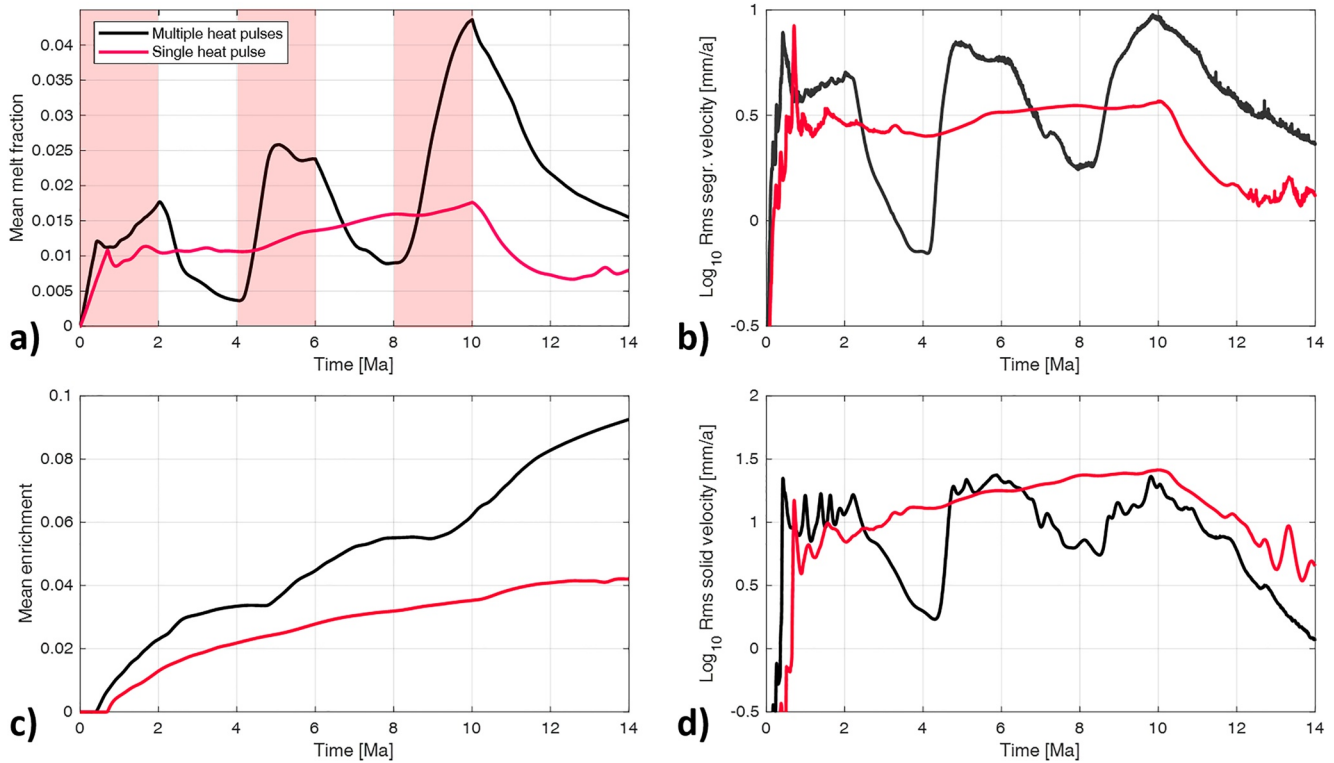 Multiple heat pulses
Single heat pulse
Mean melt fraction
0.04
0.035
0.03
0.025
0.02
0.015
0.01
0.005
0
0 2 4 6 8 10 12 14
Time [Ma]
a)
Log10 Rms segr. velocity [mm/a]
1
0.5
0
-0.5
0 2 4 6 8 10 12 14
Time [Ma]
b)
Mean enrichment
0.1
0.08
0.06
0.04
0.02
0
0 2 4 6 8 10 12 14
Time [Ma]
c)
Log10 Rms solid velocity [mm/a]
2
1.5
1
0.5
0
-0.5
0 2 4 6 8 10 12 14
Time [Ma]
d)